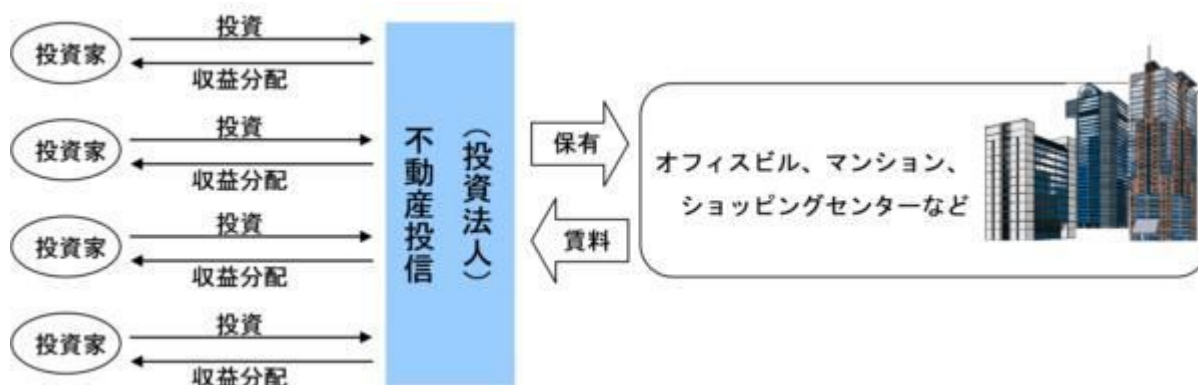 投資家
投資
収益分配
投資家
投資
収益分配
投資家
投資
収益分配
投資家
投資
収益分配
不動産投信
（投資法人）
保有
賃料
オフィスビル、マンション、
ショッピングセンターなど